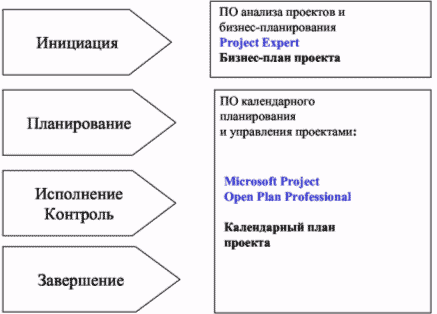 Инициация
ПО анализа проектов и
бизнес-планирования
Project Expert
Бизнес-план проекта
Планирование
Исполнение
Контроль
Завершение
ПО календарного
планирования
и управления проектами:
Microsoft Project
Open Plan Professional
Календарный план
проекта